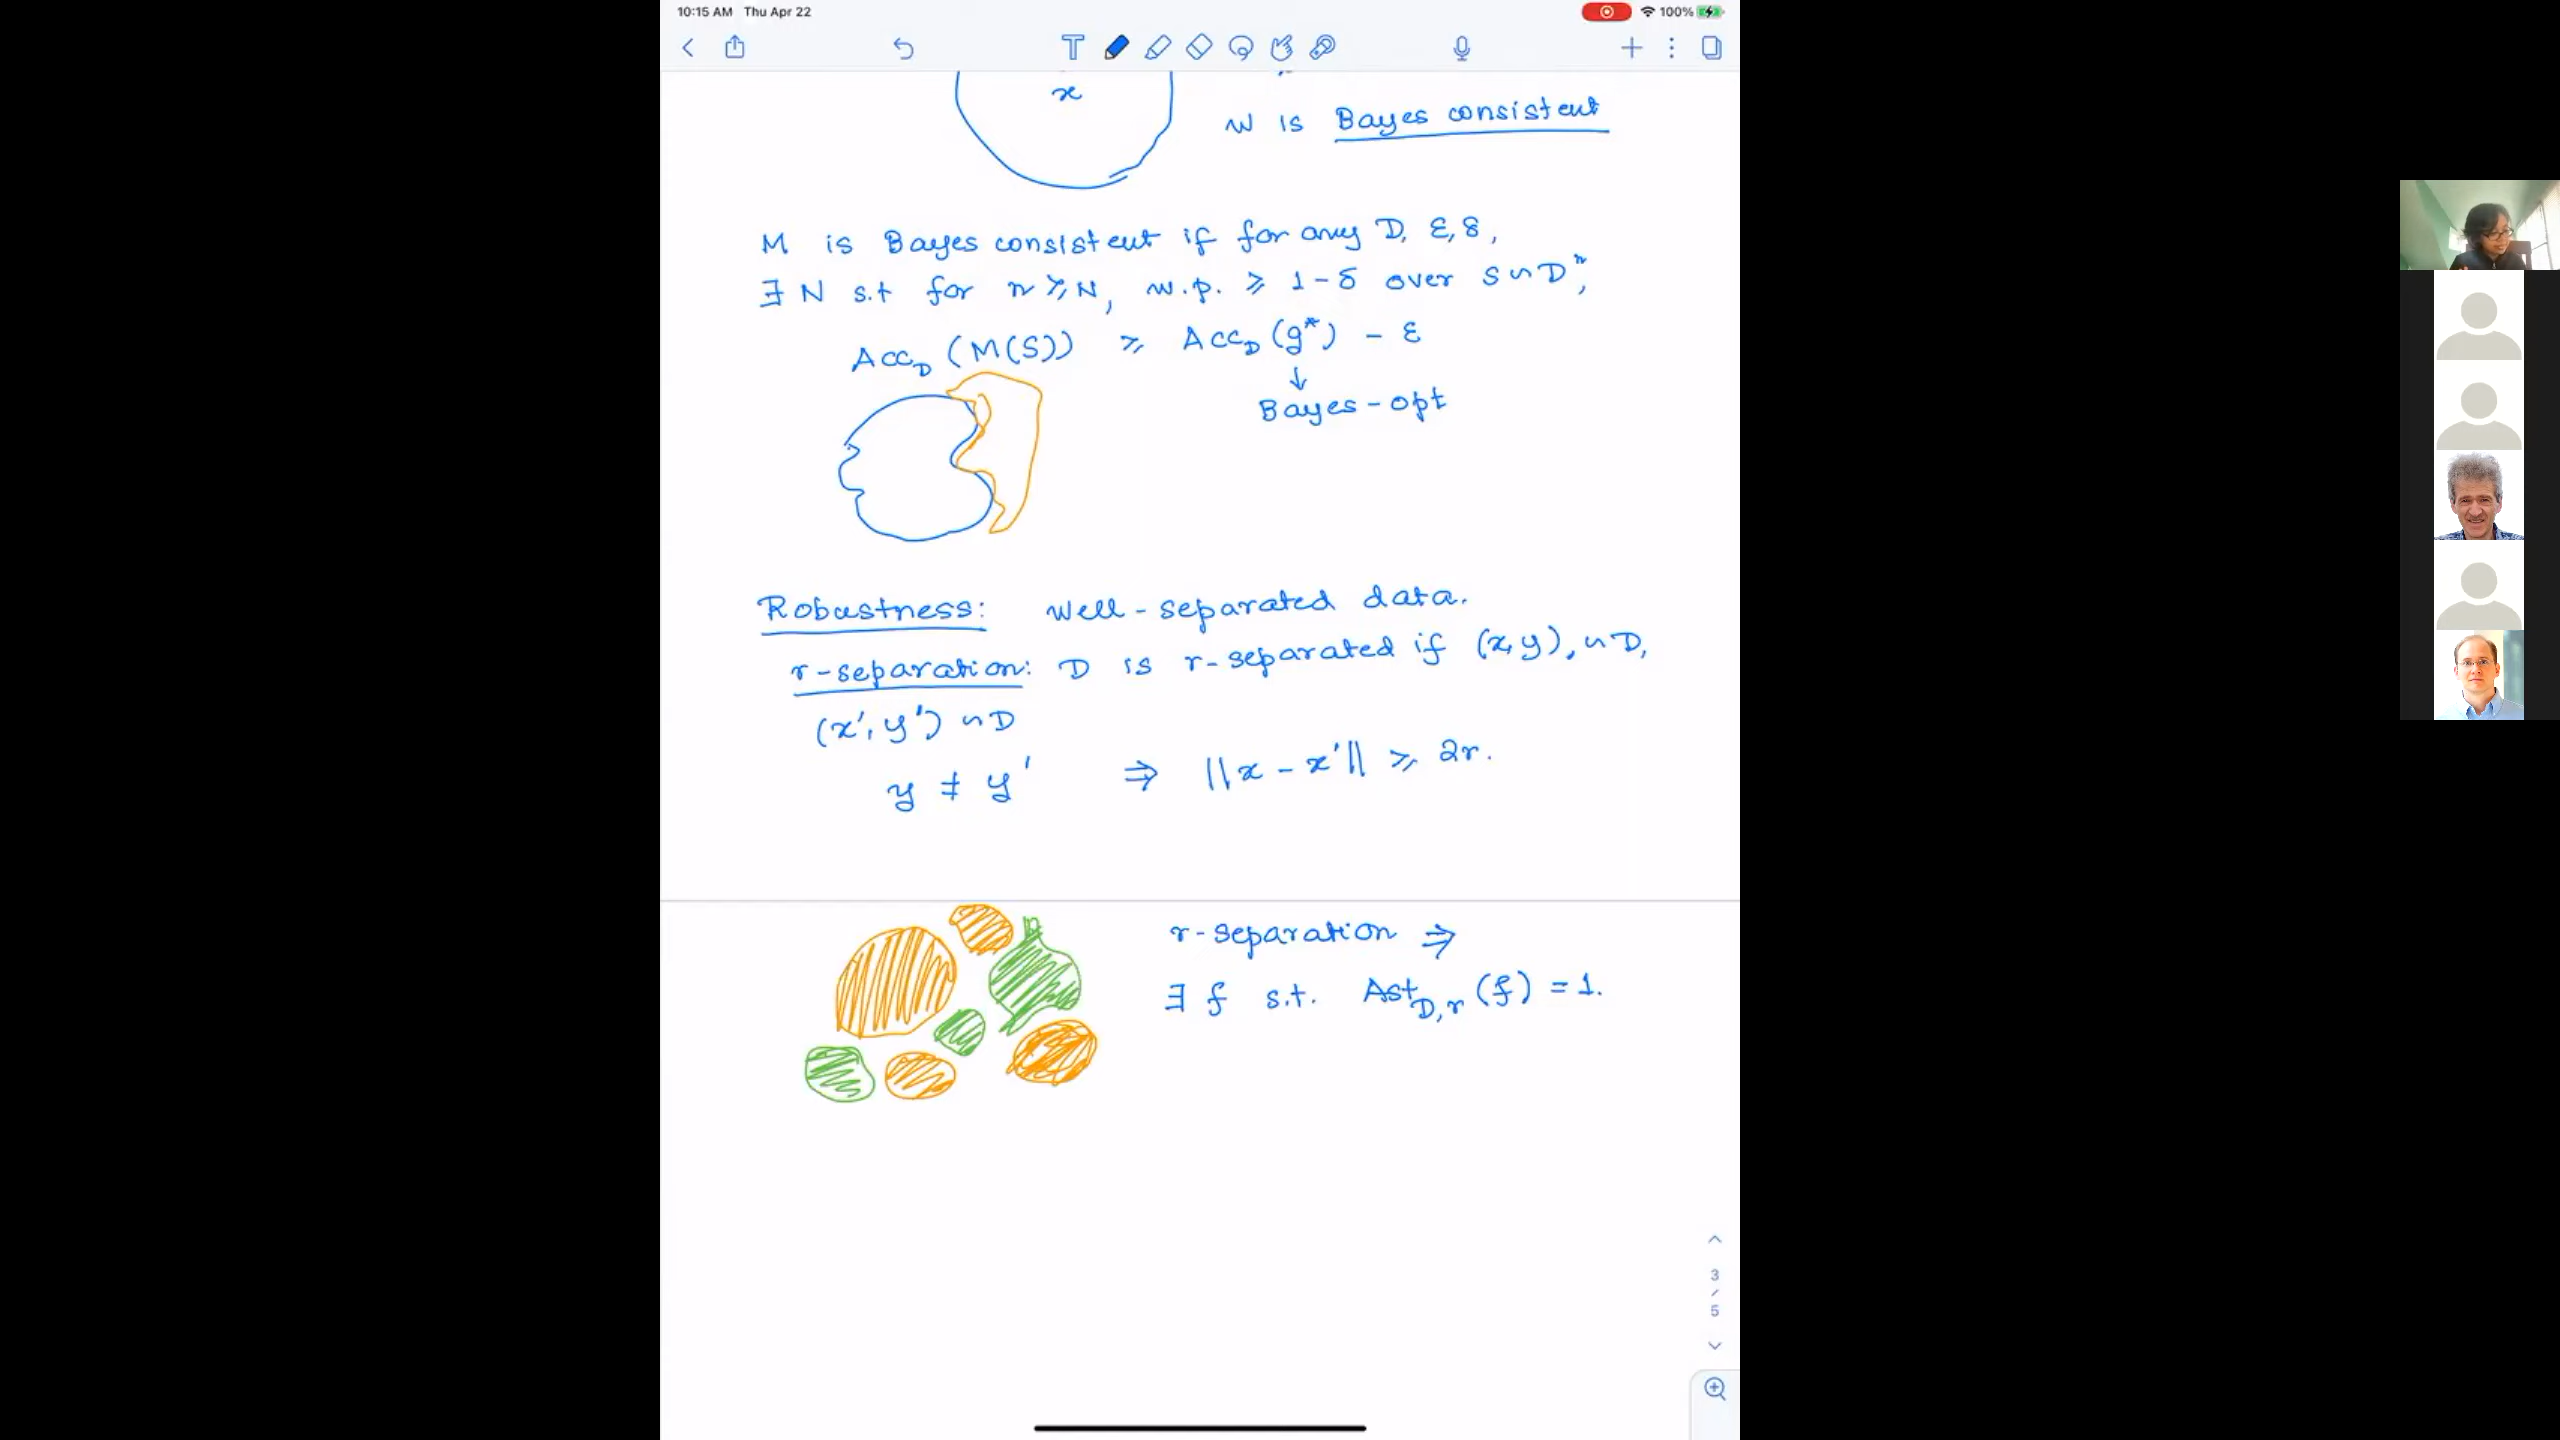 10:15 AM Thu Apr 22
100%
x
W is Bayes consistent
M is Bayes consistent if for any D, ε, δ,
∃ N s.t for n ≥ N, w.p. ≥ 1-δ over S ~ Dⁿ,
Acc_D (M(S)) ≥ Acc_D (g*) - ε
↓
Bayes-opt
Robustness: Well-separated data.
r-separation: D is r-separated if (x,y) ~ D,
(x', y') ~ D
y ≠ y' ⇒ ||x - x'|| ≥ 2r.
r-separation ⇒
∃ f s.t. Ast_{D,r} (f) = 1.
3
/
5